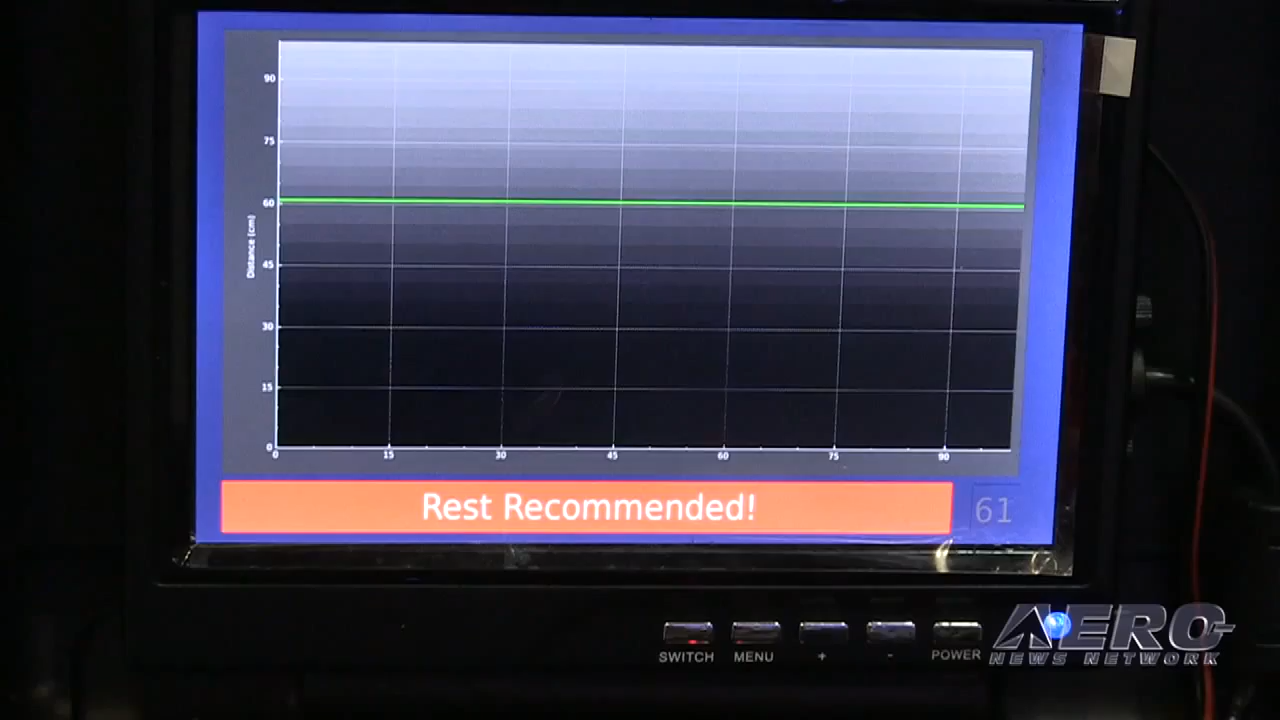 90
75
60
45
30
15
0
Distance (cm)
0 15 30 45 60 75 90
Rest Recommended!
61
SWITCH MENU + - POWER
AERO
NEWS NETWORK